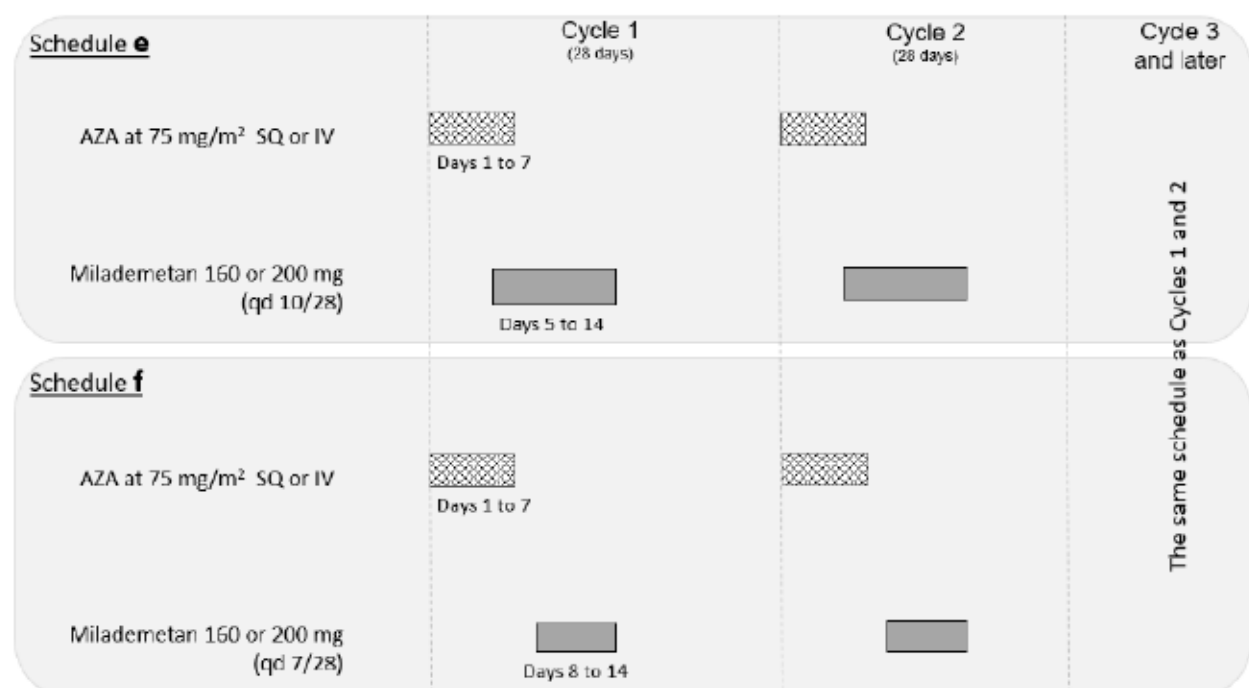 Schedule e
Cycle 1
(28 days)
Cycle 2
(28 days)
Cycle 3
and later
AZA at 75 mg/m² SQ or IV
Days 1 to 7
Milademetan 160 or 200 mg
(qd 10/28)
Days 5 to 14
The same schedule as Cycles 1 and 2
Schedule f
AZA at 75 mg/m² SQ or IV
Days 1 to 7
Milademetan 160 or 200 mg
(qd 7/28)
Days 8 to 14